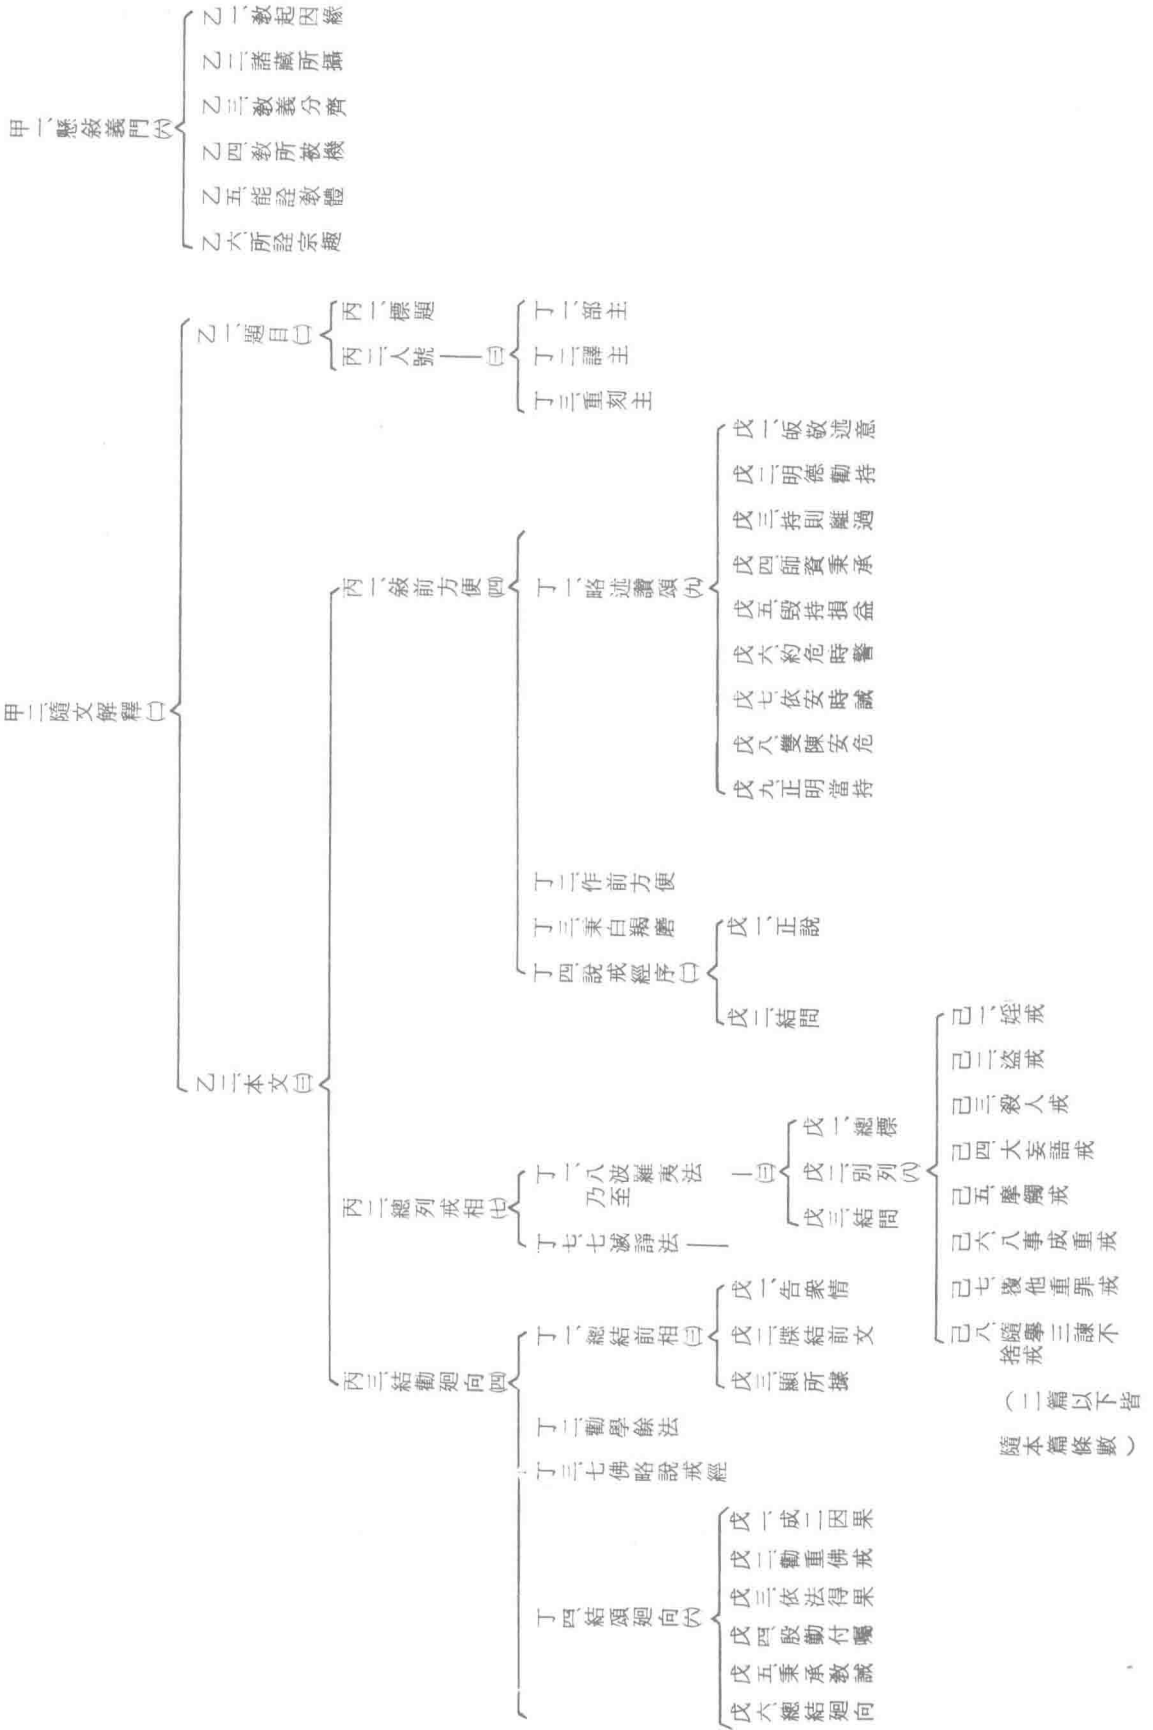 甲一、懸敘義門㈥
乙一、教起因緣
乙二、諸藏所攝
乙三、教義分齊
乙四、教所被機
乙五、能詮教體
乙六、所詮宗趣
甲二、隨文解釋㈡
乙一、題目㈡
丙一、標題
丙二、人號——㈢
丁一、部主
丁二、譯主
丁三、重刻主
乙二、本文㈢
丙一、敘前方便㈣
丁一、略述讚頌㈨
戊一、皈敬述意
戊二、明德勸持
戊三、持則離過
戊四、師資秉承
戊五、毀持損益
戊六、約危時警
戊七、依安時誡
戊八、雙陳安危
戊九、正明當持
丁二、作前方便
丁三、秉白羯磨
丁四、說戒經序㈡
戊一、正說
戊二、結問
丙二、總列戒相㈦
丁一、八波羅夷法
乃至
丁七、七滅諍法——
—㈢
戊一、總標
戊二、別列㈧
己一、婬戒
己二、盜戒
己三、殺人戒
己四、大妄語戒
己五、摩觸戒
己六、八事成重戒
己七、覆他重罪戒
己八、隨擧三諫不
捨戒
(二篇以下皆
隨本篇條數)
戊三、結問
丙三、結勸廻向㈣
丁一、總結前相㈢
戊一、告衆情
戊二、牒結前文
戊三、顯所據
丁二、勸學餘法
丁三、七佛略說戒經
丁四、結頌廻向㈥
戊一、成二因果
戊二、勸重佛戒
戊三、依法得果
戊四、殷勤付囑
戊五、秉承教誡
戊六、總結廻向